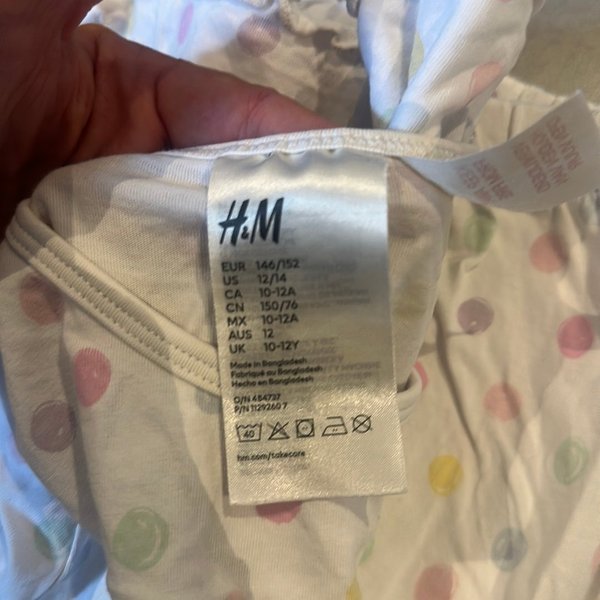 H&M
EUR 146/152
US 12/14
CA 10-12A
CN 150/76
MX 10-12A
AUS 12
UK 10-12Y
Made in Bangladesh
Fabriqué au Bangladesh
Hecho en Bangladesh
O/N 484737
P/N 1129260 7
40
hm.com/takecare